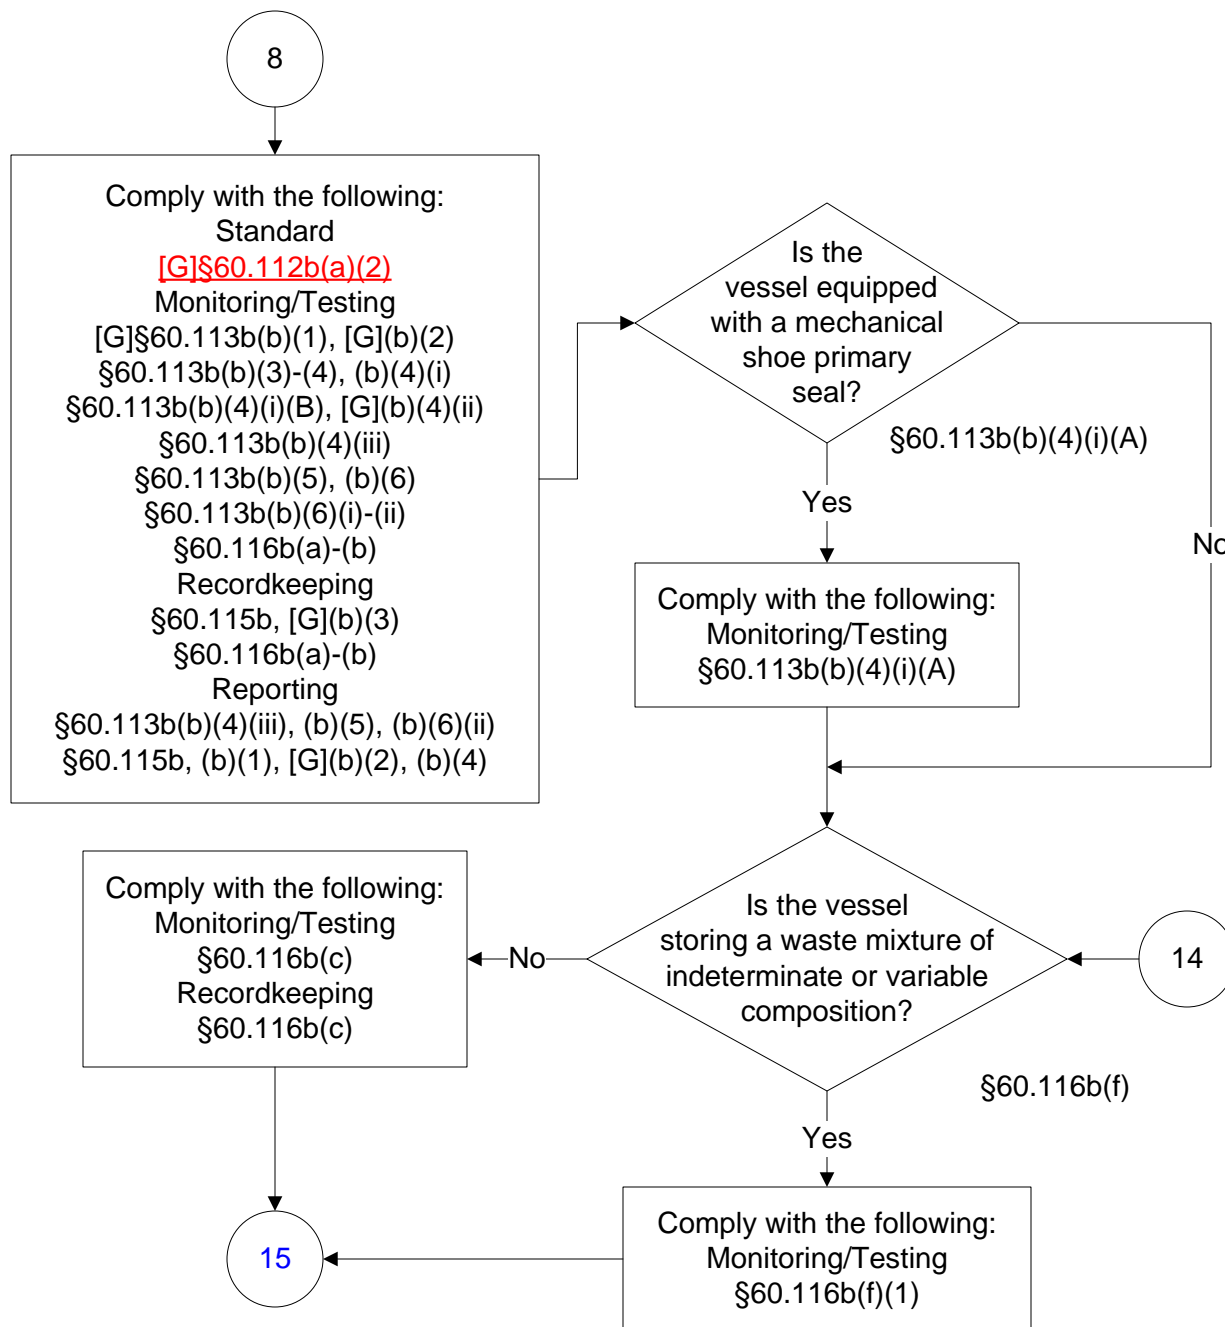 8
Comply with the following:
Standard
[G]§60.112b(a)(2)
Monitoring/Testing
[G]§60.113b(b)(1), [G](b)(2)
§60.113b(b)(3)-(4), (b)(4)(i)
§60.113b(b)(4)(i)(B), [G](b)(4)(ii)
§60.113b(b)(4)(iii)
§60.113b(b)(5), (b)(6)
§60.113b(b)(6)(i)-(ii)
§60.116b(a)-(b)
Recordkeeping
§60.115b, [G](b)(3)
§60.116b(a)-(b)
Reporting
§60.113b(b)(4)(iii), (b)(5), (b)(6)(ii)
§60.115b, (b)(1), [G](b)(2), (b)(4)
Is the
vessel equipped
with a mechanical
shoe primary
seal?
§60.113b(b)(4)(i)(A)
Yes
No
Comply with the following:
Monitoring/Testing
§60.113b(b)(4)(i)(A)
Is the vessel
storing a waste mixture of
indeterminate or variable
composition?
14
No
Comply with the following:
Monitoring/Testing
§60.116b(c)
Recordkeeping
§60.116b(c)
§60.116b(f)
Yes
Comply with the following:
Monitoring/Testing
§60.116b(f)(1)
15